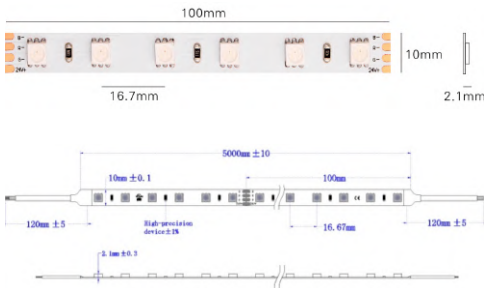 100mm
24V+
24V+
10mm
16.7mm
2.1mm
5000mm ±10
10mm ±0.1
100mm
120mm ±5
High-precision
device±1%
16.67mm
120mm ±5
2.1mm±0.3